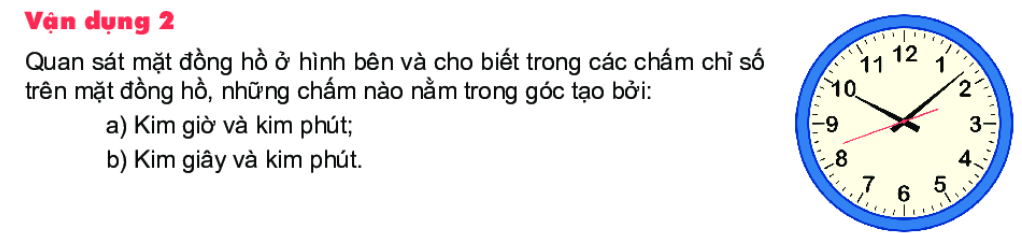 Vận dụng 2
Quan sát mặt đồng hồ ở hình bên và cho biết trong các chấm chỉ số
trên mặt đồng hồ, những chấm nào nằm trong góc tạo bởi:
a) Kim giờ và kim phút;
b) Kim giây và kim phút.
12
11 1
10 2
9 3
8 4
7 5
6